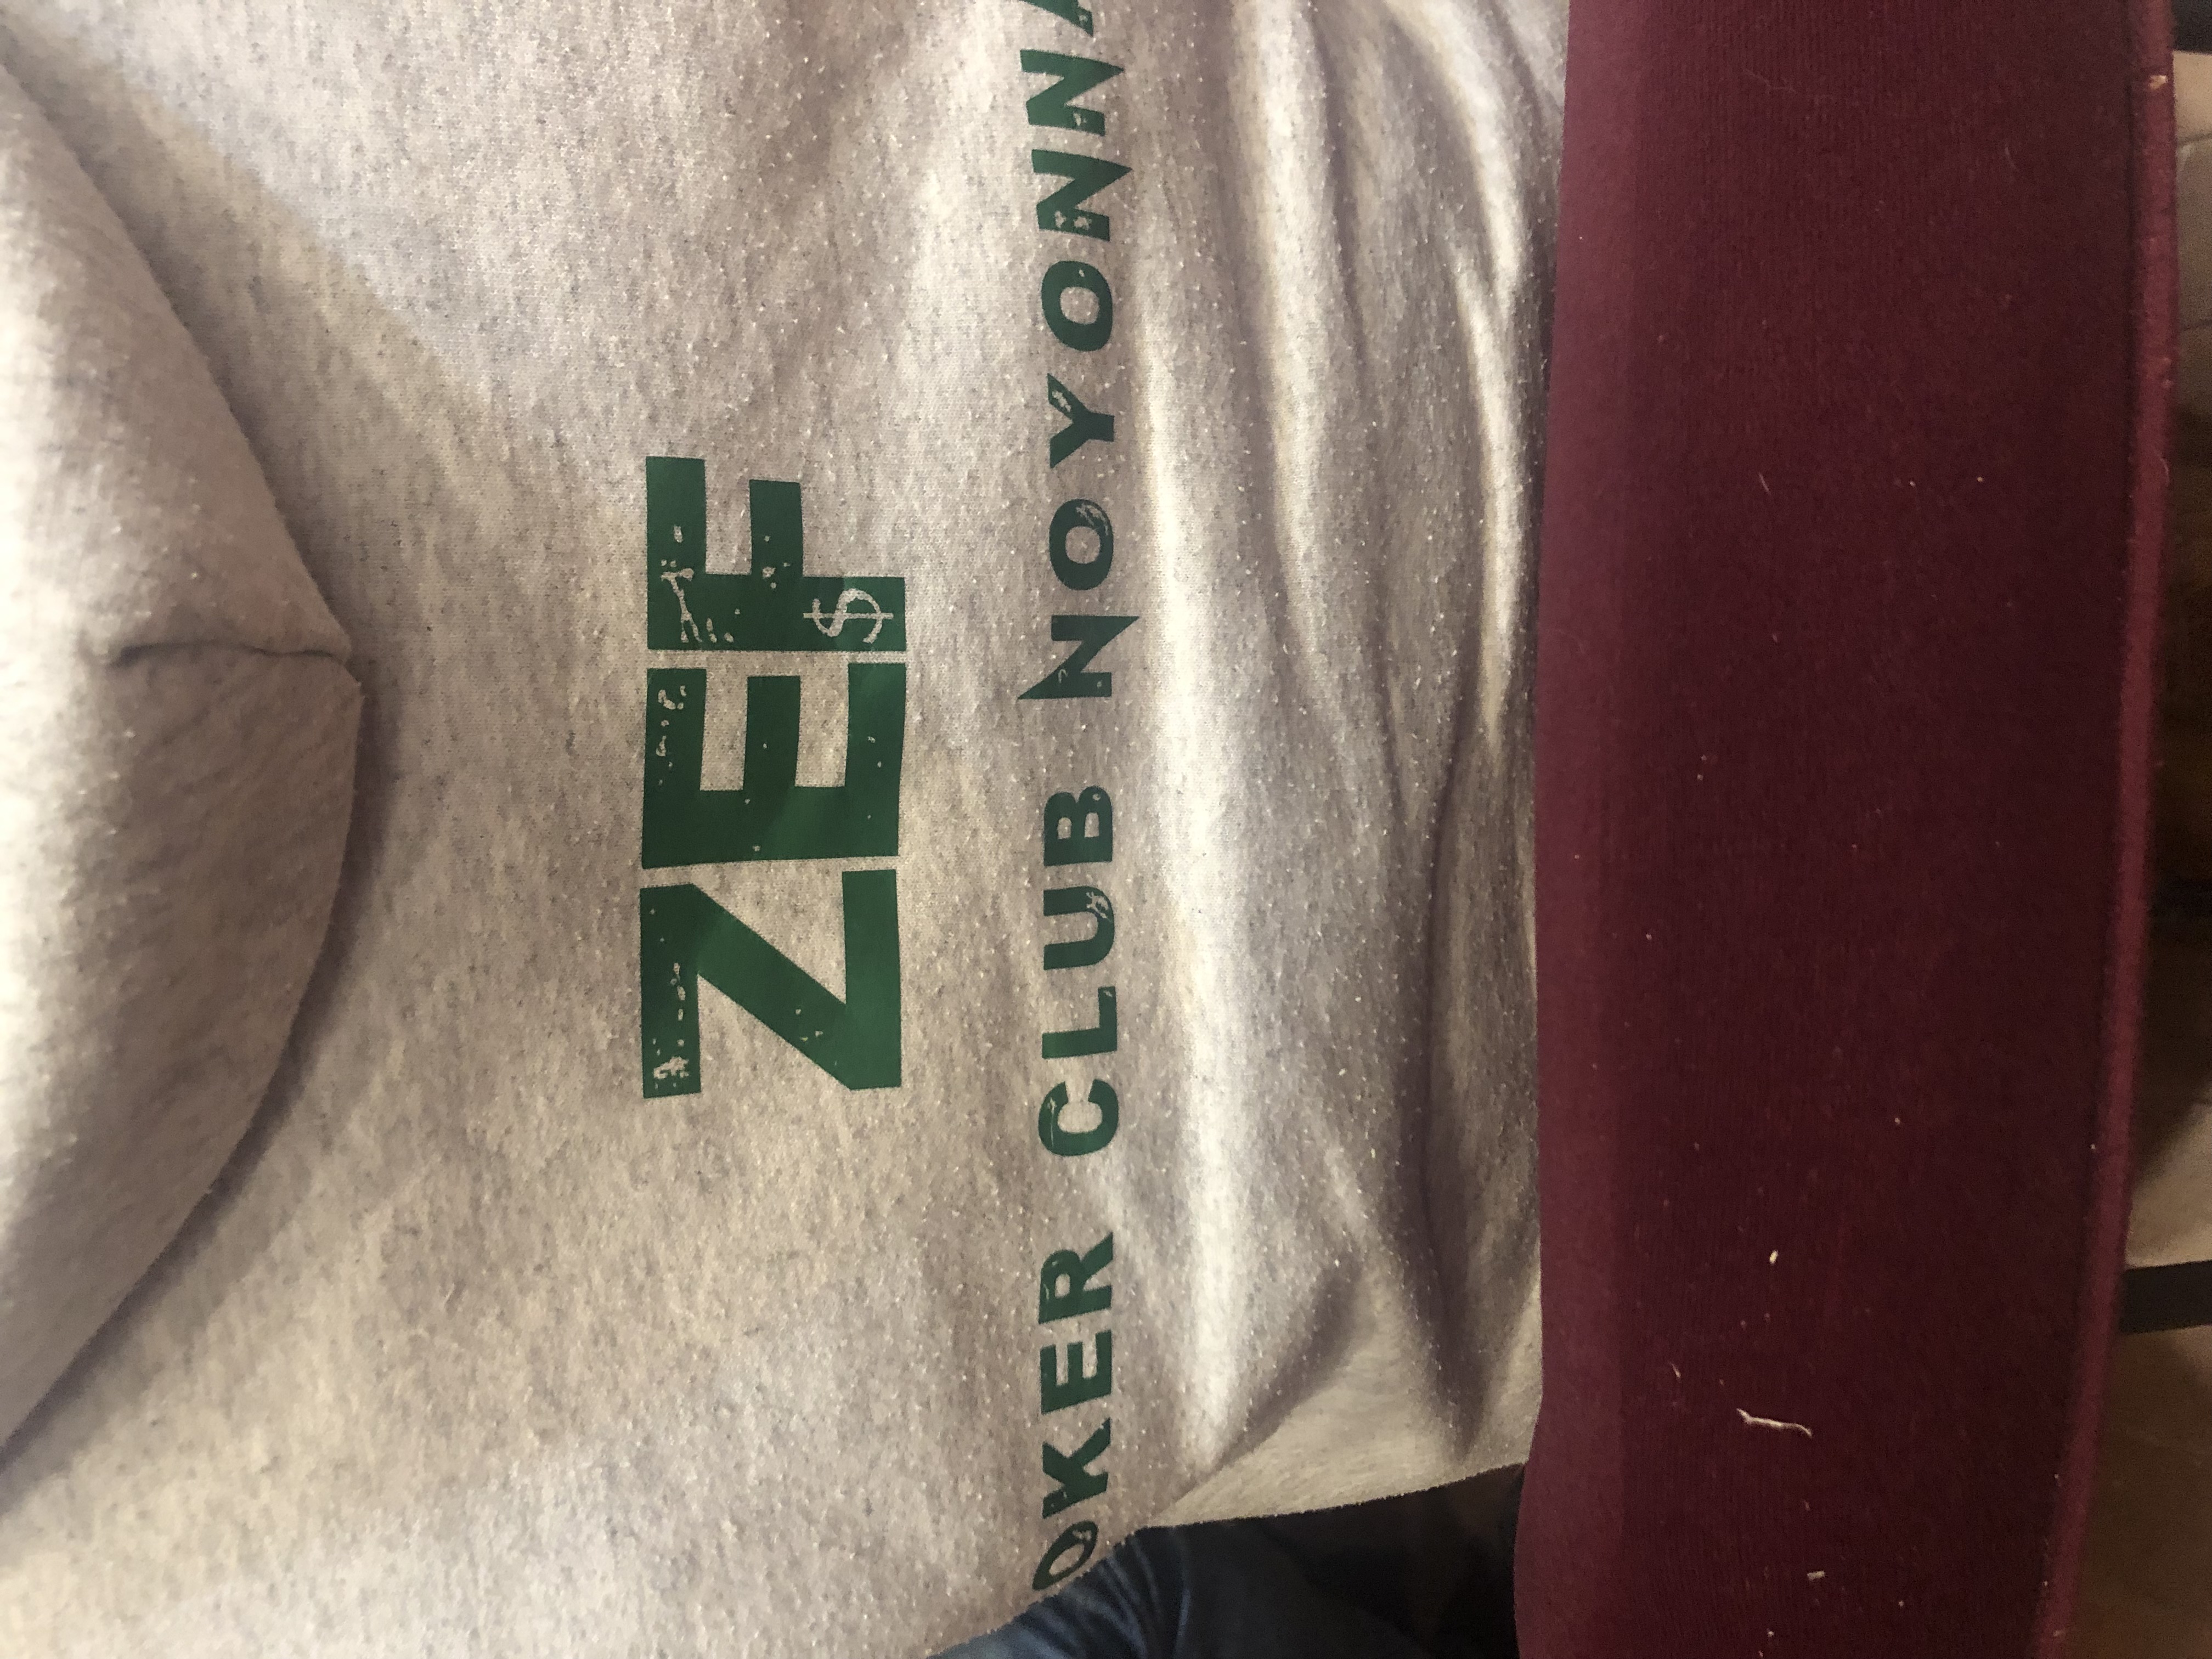 ZEF
$
OKER CLUB NOYONNA